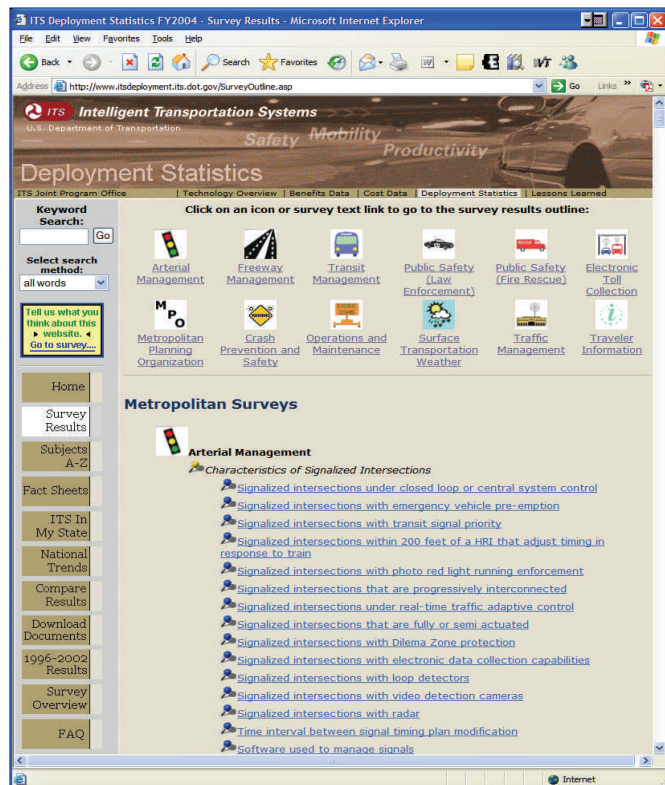 ITS Deployment Statistics FY2004 - Survey Results - Microsoft Internet Explorer
File Edit View Favorites Tools Help
Back Search Favorites
Address http://www.itsdeployment.its.dot.gov/SurveyOutline.asp Go Links »
ITS Intelligent Transportation Systems
U.S. Department of Transportation
Safety Mobility Productivity
Deployment Statistics
ITS Joint Program Office | Technology Overview | Benefits Data | Cost Data | Deployment Statistics | Lessons Learned
Keyword
Search:
Go
Select search
method:
all words
Tell us what you
think about this
website.
Go to survey....
Home
Survey
Results
Subjects
A-Z
Fact Sheets
ITS In
My State
National
Trends
Compare
Results
Download
Documents
1996-2002
Results
Survey
Overview
FAQ
Click on an icon or survey text link to go to the survey results outline:
Arterial
Management
Freeway
Management
Transit
Management
Public Safety
(Law
Enforcement)
Public Safety
(Fire Rescue)
Electronic
Toll
Collection
MPO
Metropolitan
Planning
Organization
Crash
Prevention and
Safety
Operations and
Maintenance
Surface
Transportation
Weather
Traffic
Management
Traveler
Information
Metropolitan Surveys
Arterial Management
Characteristics of Signalized Intersections
Signalized intersections under closed loop or central system control
Signalized intersections with emergency vehicle pre-emption
Signalized intersections with transit signal priority
Signalized intersections within 200 feet of a HRI that adjust timing in
response to train
Signalized intersections with photo red light running enforcement
Signalized intersections that are progressively interconnected
Signalized intersections under real-time traffic adaptive control
Signalized intersections that are fully or semi actuated
Signalized intersections with Dilema Zone protection
Signalized intersections with electronic data collection capabilities
Signalized intersections with loop detectors
Signalized intersections with video detection cameras
Signalized intersections with radar
Time interval between signal timing plan modification
Software used to manage signals
Internet